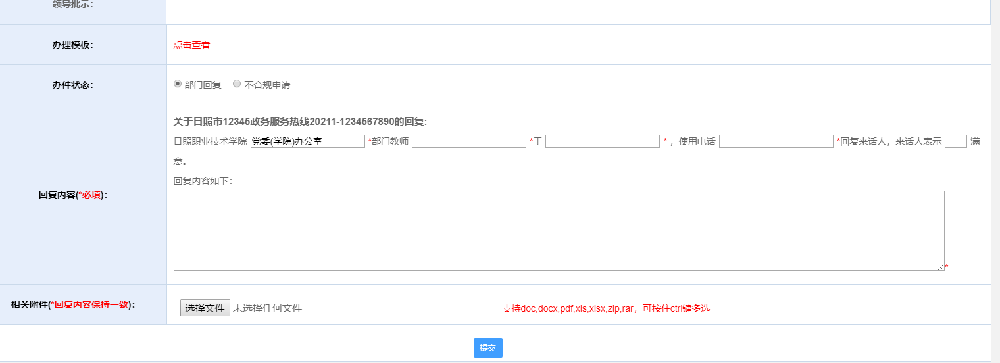 领导批示：
办理模板：
点击查看
办件状态：
部门回复 不合规申请
关于日照市12345政务服务热线20211-1234567890的回复：
日照职业技术学院 党委(学院)办公室 *部门教师 *于 * ，使用电话 *回复来话人，来话人表示 满
意。
回复内容如下：
回复内容(*必填)：
*
相关附件(*回复内容保持一致)：
选择文件 未选择任何文件 支持doc,docx,pdf,xls,xlsx,zip,rar，可按住ctrl键多选
提交